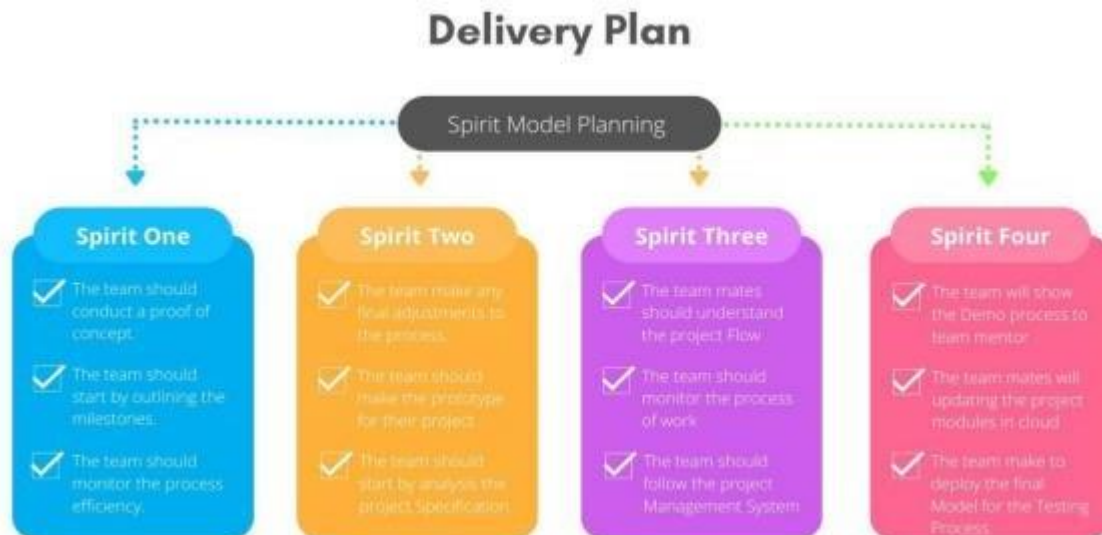 Delivery Plan
Spirit Model Planning
Spirit One
The team should
conduct a proof of
concept.
The team should
start by outlining the
milestones.
The team should
monitor the process
efficiency.
Spirit Two
The team make any
final adjustments to
the process.
The team should
make the prototype
for their project
The team should
start by analysis the
project Specification
Spirit Three
The team mates
should understand
the project Flow
The team should
monitor the process
of work
The team should
follow the project
Management System
Spirit Four
The team will show
the Demo process to
team mentor
The team mates will
updating the project
modules in cloud
The team make to
deploy the final
Model for the Testing
Process